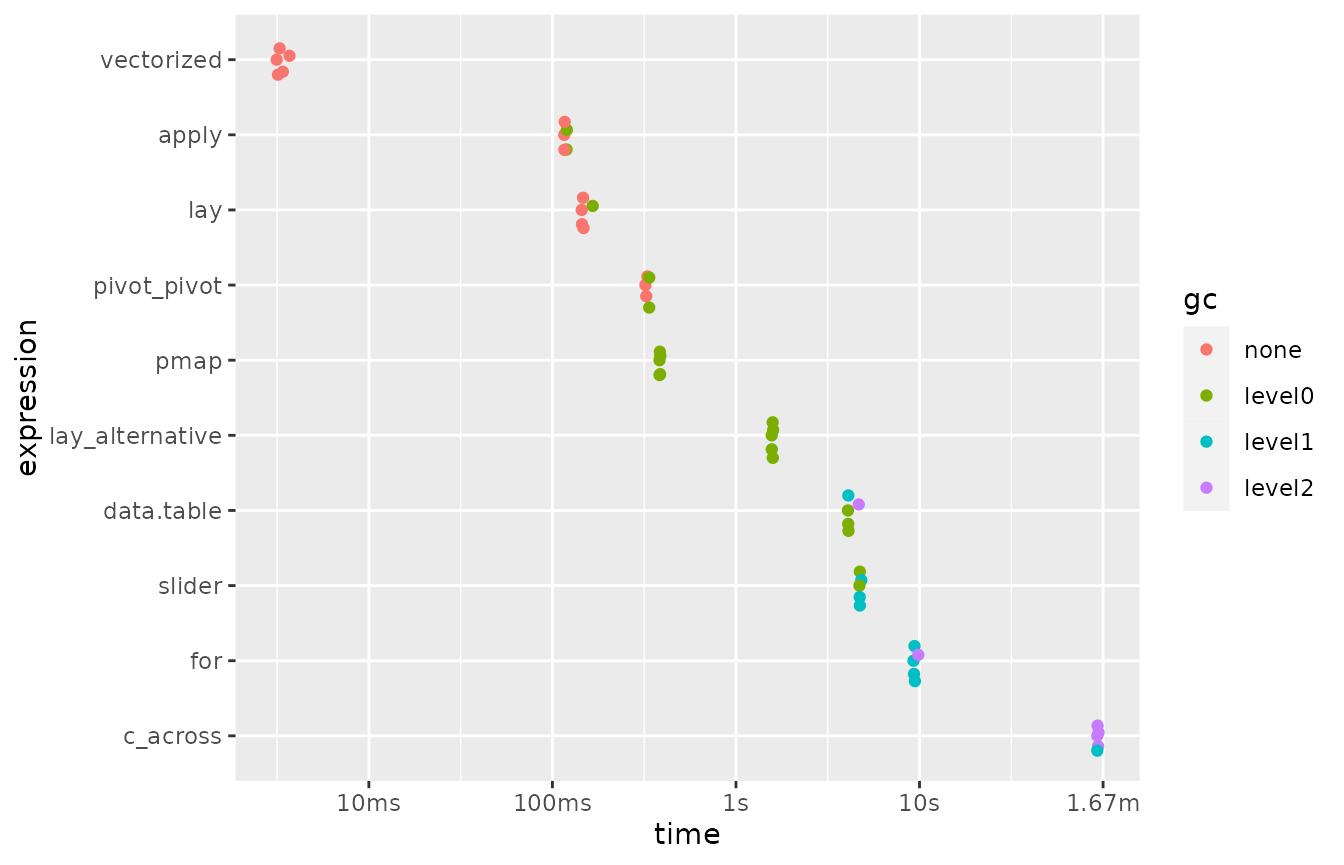 vectorized
apply
lay
pivot_pivot
pmap
lay_alternative
data.table
slider
for
c_across
expression
10ms 100ms 1s 10s 1.67m
time
gc
none
level0
level1
level2